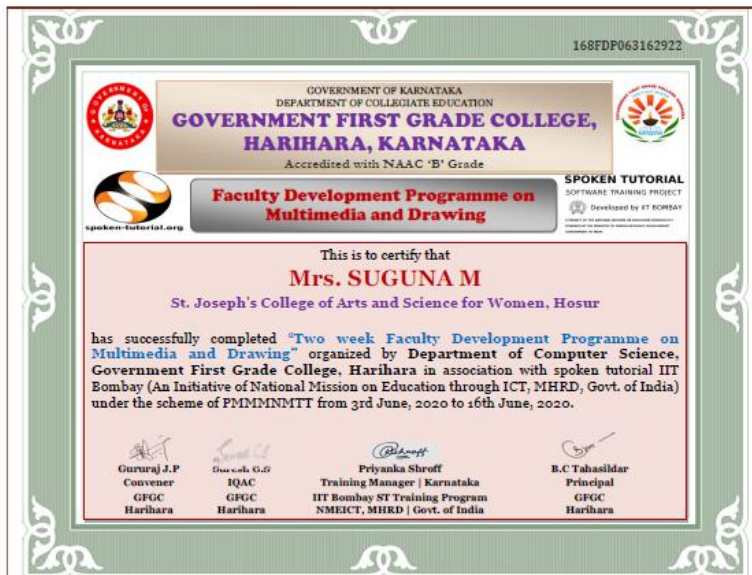 168FDP063162922
GOVERNMENT OF KARNATAKA
DEPARTMENT OF COLLEGIATE EDUCATION
GOVERNMENT FIRST GRADE COLLEGE,
HARIHARA, KARNATAKA
Accredited with NAAC ‘B’ Grade
spoken-tutorial.org
Faculty Development Programme on
Multimedia and Drawing
SPOKEN TUTORIAL
SOFTWARE TRAINING PROJECT
Developed by IIT BOMBAY
This is to certify that
Mrs. SUGUNA M
St. Joseph's College of Arts and Science for Women, Hosur
has successfully completed "Two week Faculty Development Programme on
Multimedia and Drawing" organized by Department of Computer Science,
Government First Grade College, Harihara in association with spoken tutorial IIT
Bombay (An Initiative of National Mission on Education through ICT, MHRD, Govt. of India)
under the scheme of PMMMNMTT from 3rd June, 2020 to 16th June, 2020.
Gururaj J.P
Convener
GFGC
Harihara
Suresh G.S
IQAC
GFGC
Harihara
Priyanka Shroff
Training Manager | Karnataka
IIT Bombay ST Training Program
NMEICT, MHRD | Govt. of India
B.C Tahasildar
Principal
GFGC
Harihara